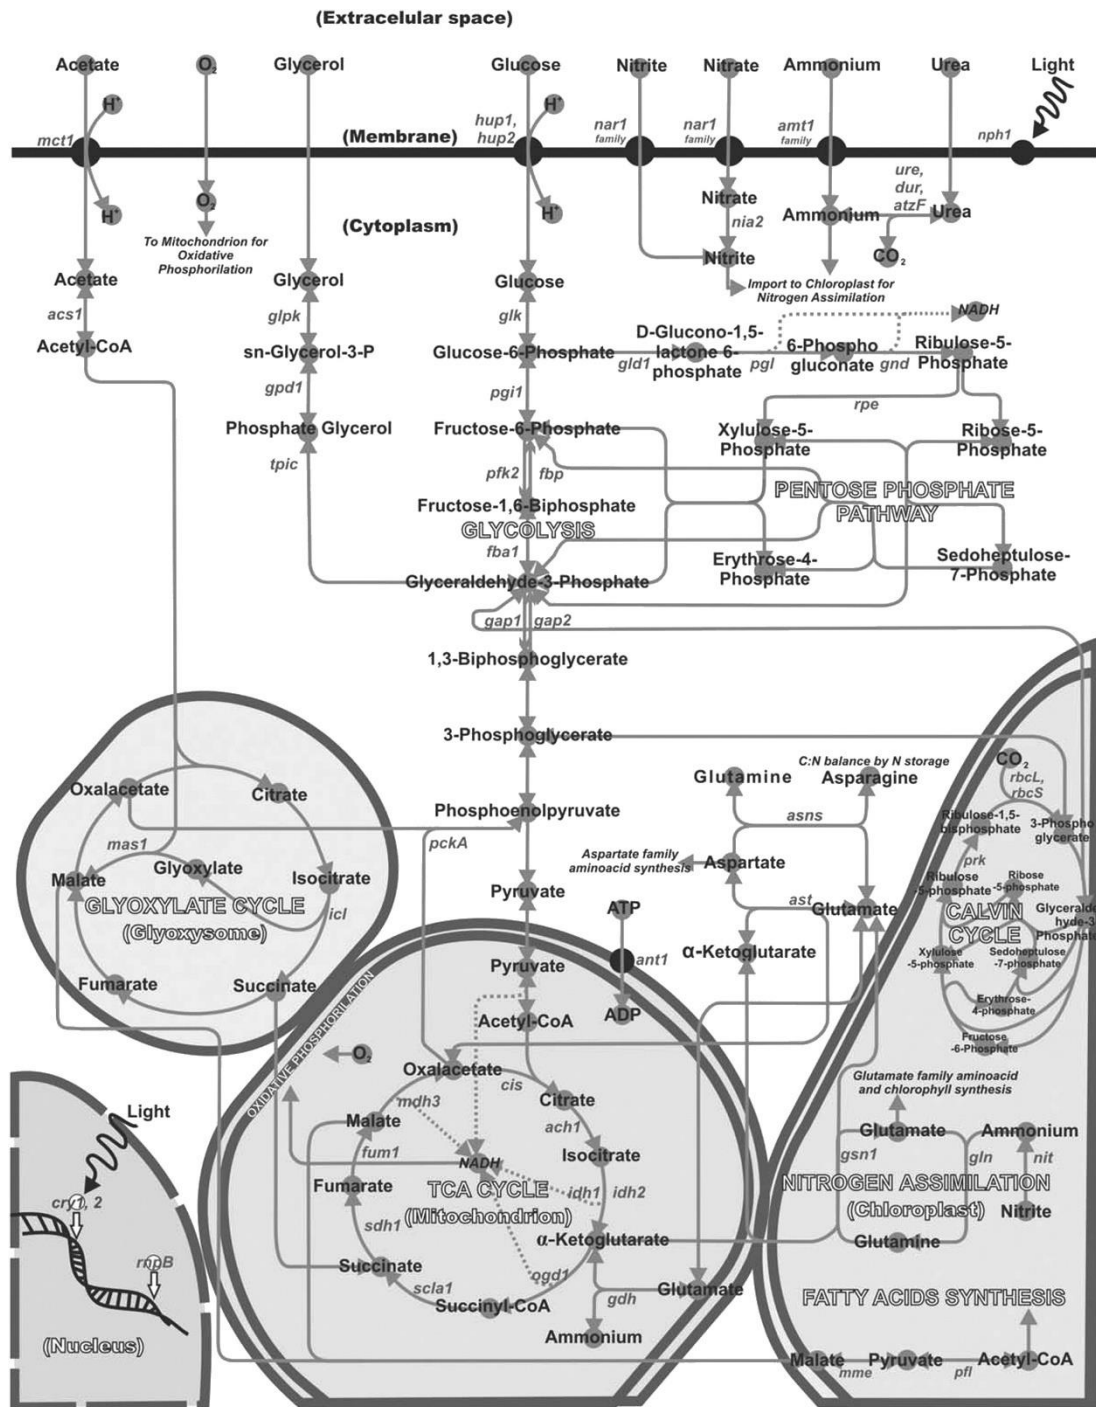 (Extracelular space)
Acetate
O₂
Glycerol
Glucose
Nitrite
Nitrate
Ammonium
Urea
Light
H⁺
H⁺
mct1
(Membrane)
hup1,
hup2
nar1
family
nar1
family
amt1
family
nph1
ure,
dur,
atzF
H⁺
O₂
(Cytoplasm)
H⁺
Nitrate
nia2
Ammonium
Urea
To Mitochondrion for
Oxidative
Phosphorilation
Nitrite
CO₂
Acetate
Glycerol
Glucose
Import to Chloroplast for
Nitrogen Assimilation
acs1
glpk
glk
NADH
Acetyl-CoA
sn-Glycerol-3-P
Glucose-6-Phosphate
gld1
D-Glucono-1,5-
lactone 6-
phosphate
pgl
6-Phospho
gluconate
gnd
Ribulose-5-
Phosphate
gpd1
pgi1
rpe
Phosphate Glycerol
Fructose-6-Phosphate
Xylulose-5-
Phosphate
Ribose-5-
Phosphate
tpic
pfk2
fbp
PENTOSE PHOSPHATE
PATHWAY
Fructose-1,6-Biphosphate
GLYCOLYSIS
fba1
Erythrose-4-
Phosphate
Sedoheptulose-
7-Phosphate
Glyceraldehyde-3-Phosphate
gap1
gap2
1,3-Biphosphoglycerate
3-Phosphoglycerate
Oxalacetate
Citrate
Glutamine
C:N balance by N storage
Asparagine
CO₂
rbcL,
rbcS
Phosphoenolpyruvate
asns
Ribulose-1,5-
bisphosphate
3-Phospho
glycerate
mas1
pckA
Glyoxylate
Malate
Isocitrate
Aspartate family
aminoacid synthesis
Aspartate
prk
GLYOXYLATE CYCLE
(Glyoxysome)
icl
Pyruvate
ATP
ast
Glutamate
Ribulose
-5-phosphate
Ribose
-5-phosphate
CALVIN
CYCLE
Glyceralde
hyde-3
Phosphate
Fumarate
Succinate
Pyruvate
ant1
α-Ketoglutarate
Xylulose
-5-phosphate
Sedoheptulose
-7-phosphate
OXIDATIVE PHOSPHORILATION
Acetyl-CoA
ADP
Erythrose-
4-phosphate
Fructose
-6-Phosphate
O₂
Oxalacetate
cis
Glutamate family aminoacid
and chlorophyll synthesis
Light
mdh3
Citrate
Malate
ach1
Glutamate
Ammonium
fum1
NADH
Isocitrate
gsn1
gln
nit
cry1, 2
Fumarate
TCA CYCLE
(Mitochondrion)
idh1
idh2
NITROGEN ASSIMILATION
(Chloroplast)
Nitrite
rnpB
sdh1
α-Ketoglutarate
Glutamine
Succinate
ogd1
scla1
Succinyl-CoA
gdh
Glutamate
FATTY ACIDS SYNTHESIS
(Nucleus)
Ammonium
Malate
mme
Pyruvate
pfl
Acetyl-CoA